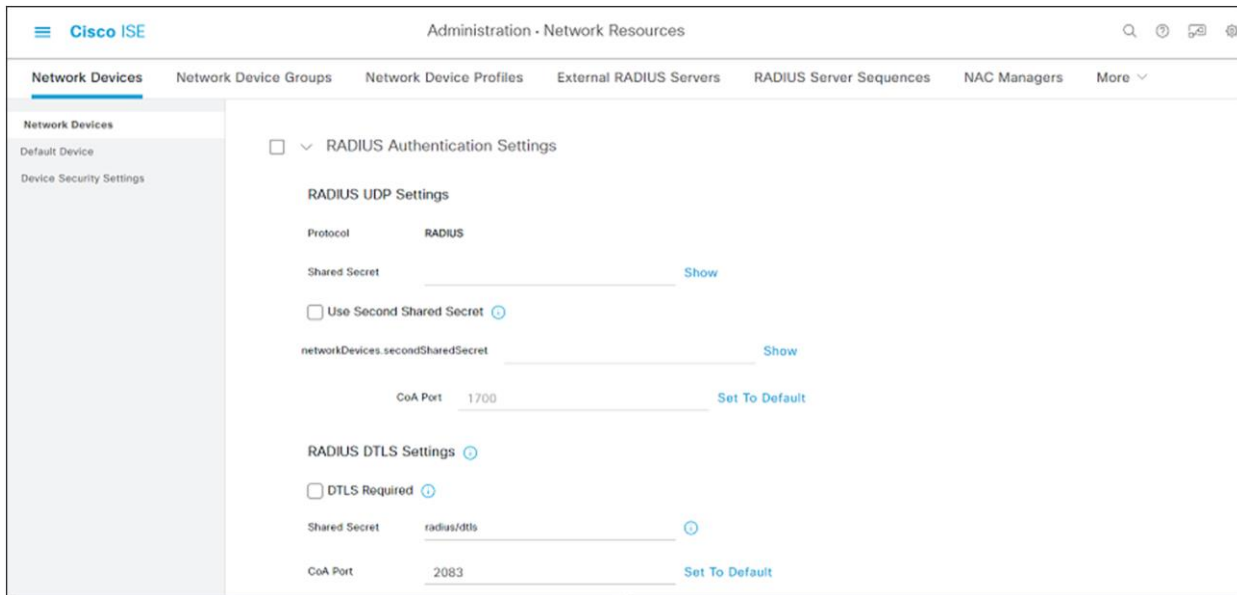 Cisco ISE Administration · Network Resources
Network Devices Network Device Groups Network Device Profiles External RADIUS Servers RADIUS Server Sequences NAC Managers More
Network Devices
Default Device
Device Security Settings
RADIUS Authentication Settings
RADIUS UDP Settings
Protocol RADIUS
Shared Secret Show
Use Second Shared Secret
networkDevices.secondSharedSecret Show
CoA Port 1700 Set To Default
RADIUS DTLS Settings
DTLS Required
Shared Secret radius/dtls
CoA Port 2083 Set To Default